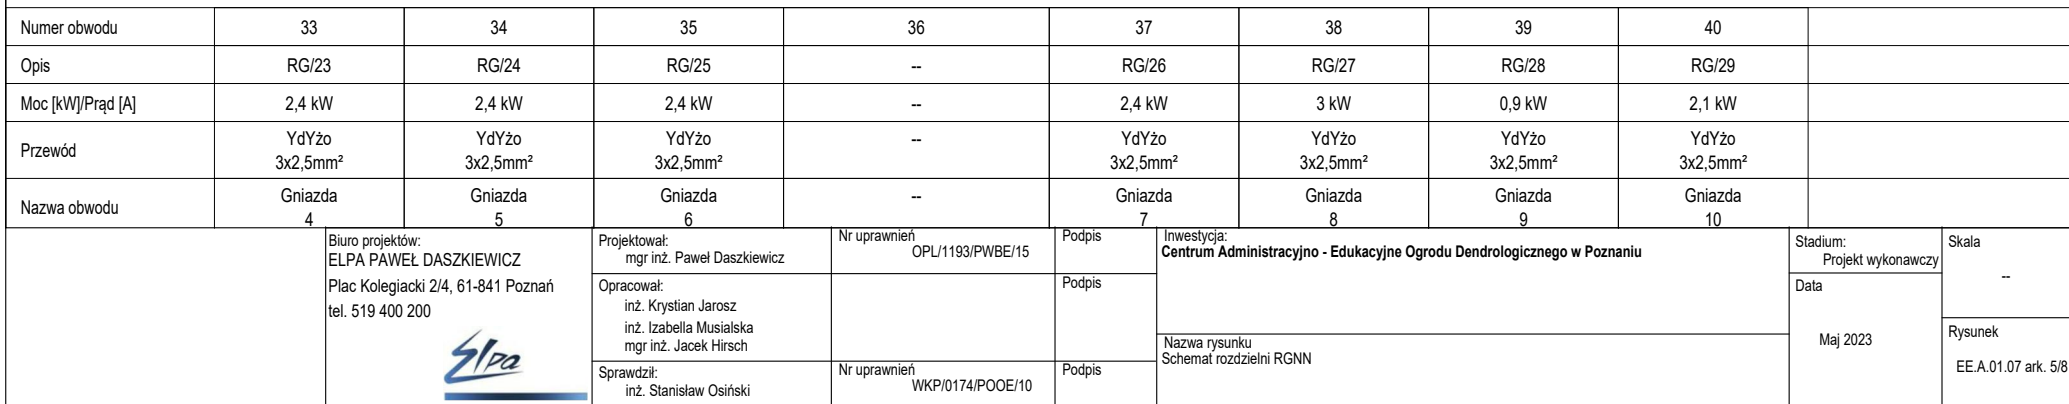 Numer obwodu 33 34 35 36 37 38 39 40
Opis RG/23 RG/24 RG/25 -- RG/26 RG/27 RG/28 RG/29
Moc [kW]/Prąd [A] 2,4 kW 2,4 kW 2,4 kW -- 2,4 kW 3 kW 0,9 kW 2,1 kW
Przewód YdYżo 3x2,5mm² YdYżo 3x2,5mm² YdYżo 3x2,5mm² -- YdYżo 3x2,5mm² YdYżo 3x2,5mm² YdYżo 3x2,5mm² YdYżo 3x2,5mm²
Nazwa obwodu Gniazda 4 Gniazda 5 Gniazda 6 -- Gniazda 7 Gniazda 8 Gniazda 9 Gniazda 10
Biuro projektów:
ELPA PAWEŁ DASZKIEWICZ
Plac Kolegiacki 2/4, 61-841 Poznań
tel. 519 400 200
Elpa
Projektował:
mgr inż. Paweł Daszkiewicz
Nr uprawnień
OPL/1193/PWBE/15
Podpis
Opracował:
inż. Krystian Jarosz
inż. Izabella Musialska
mgr inż. Jacek Hirsch
Podpis
Sprawdził:
inż. Stanisław Osiński
Nr uprawnień
WKP/0174/POOE/10
Podpis
Inwestycja:
Centrum Administracyjno - Edukacyjne Ogrodu Dendrologicznego w Poznaniu
Nazwa rysunku
Schemat rozdzielni RGNN
Stadium:
Projekt wykonawczy
Data
Maj 2023
Skala
--
Rysunek
EE.A.01.07 ark. 5/8